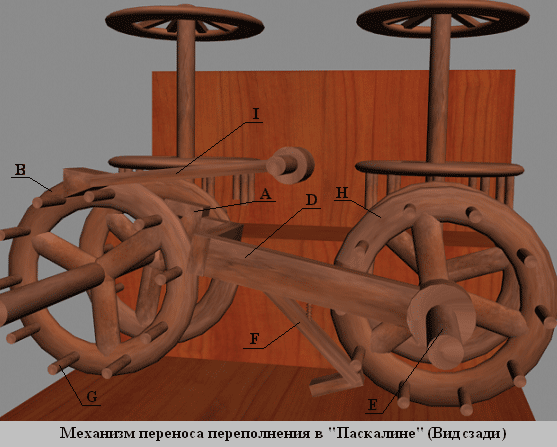 I
B
A
D
H
F
G
E
Механизм переноса переполнения в "Паскалине" (Вид сзади)